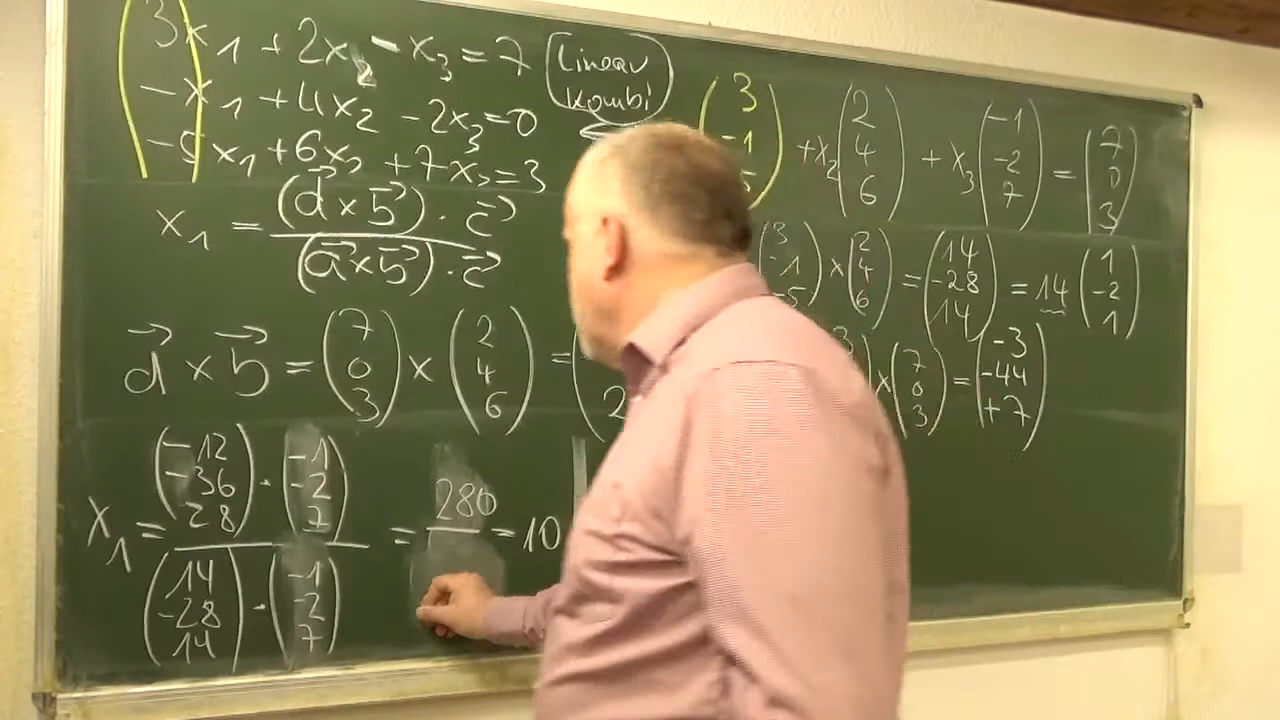 3x₁ + 2x₂ - x₃ = 7
-x₁ + 4x₂ - 2x₃ = 0
-5x₁ + 6x₂ + 7x₃ = 3
Linear
Kombi
(3 -1 5) + x₂ (2 4 6) + x₃ (-1 -2 7) = (7 0 3)
x₁ = (d⃗ × b⃗) · c⃗ / (a⃗ × b⃗) · c⃗
(3 -1 -5) × (2 4 6) = (14 -28 14) = 14 (1 -2 1)
d⃗ × b⃗ = (7 0 3) × (2 4 6) = ( 2
3 ) × (7 0 3) = (-3 -44 +7)
x₁ = (-12 -36 28) · (-1 -2 7) / (14 -28 14) · (-1 -2 7) = 280 / = 10